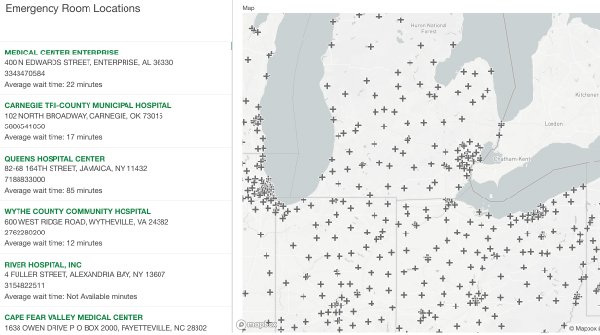 Emergency Room Locations
MEDICAL CENTER ENTERPRISE
400 N EDWARDS STREET, ENTERPRISE, AL 36330
3343470584
Average wait time: 22 minutes
CARNEGIE TRI-COUNTY MUNICIPAL HOSPITAL
102 NORTH BROADWAY, CARNEGIE, OK 73015
Average wait time: 17 minutes
QUEENS HOSPITAL CENTER
82-68 164TH STREET, JAMAICA, NY 11432
7188833000
Average wait time: 85 minutes
WYTHE COUNTY COMMUNITY HOSPITAL
600 WEST RIDGE ROAD, WYTHEVILLE, VA 24382
2762280200
Average wait time: 12 minutes
RIVER HOSPITAL, INC
4 FULLER STREET, ALEXANDRIA BAY, NY 13607
3154822511
Average wait time: Not Available minutes
CAPE FEAR VALLEY MEDICAL CENTER
1638 OWEN DRIVE P O BOX 2000, FAYETTEVILLE, NC 28302
Map
Huron National
Forest
Kitchener
London
Chatham-Kent
mapbox
© Mapbox